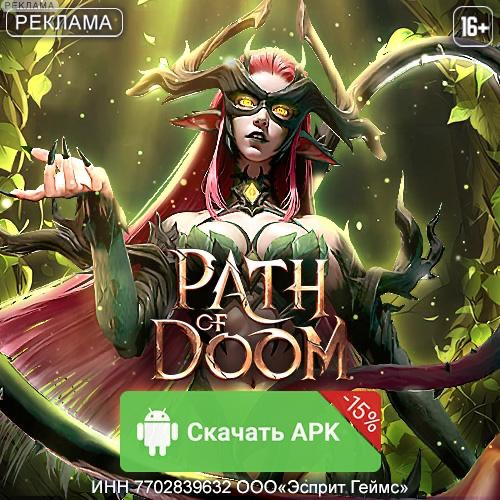 РЕКЛАМА
РЕКЛАМА
16+
PATH
OF
DOOM
-15%
Скачать APK
ИНН 7702839632 ООО«Эсприт Геймс»